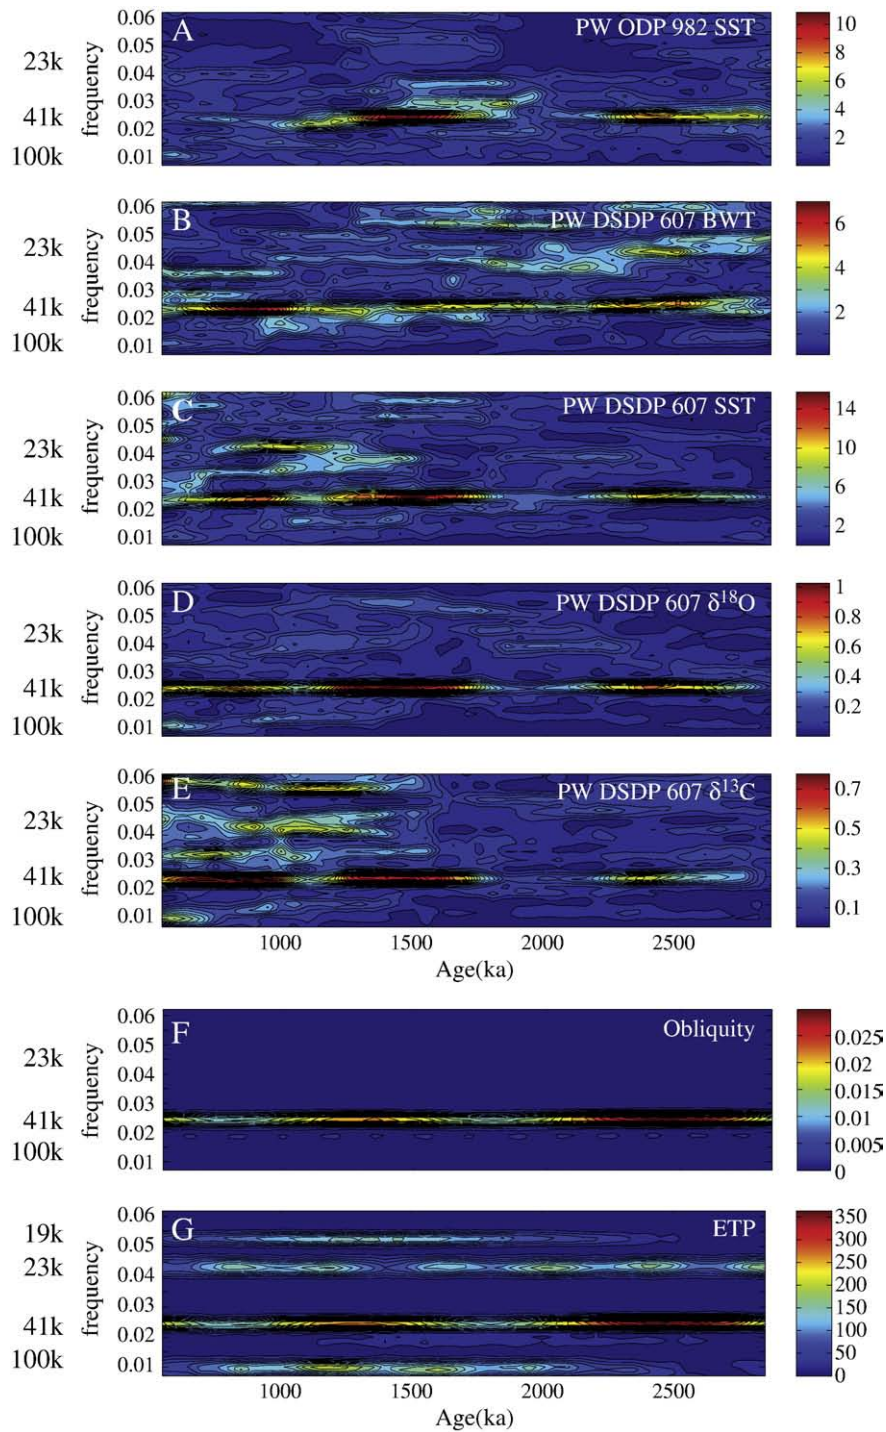 A PW ODP 982 SST
0.06
0.05
0.04
0.03
0.02
0.01
23k
41k
100k
frequency
10
8
6
4
2
B PW DSDP 607 BWT
0.06
0.05
0.04
0.03
0.02
0.01
23k
41k
100k
frequency
6
4
2
C PW DSDP 607 SST
0.06
0.05
0.04
0.03
0.02
0.01
23k
41k
100k
frequency
14
10
6
2
D PW DSDP 607 δ¹⁸O
0.06
0.05
0.04
0.03
0.02
0.01
23k
41k
100k
frequency
1
0.8
0.6
0.4
0.2
E PW DSDP 607 δ¹³C
0.06
0.05
0.04
0.03
0.02
0.01
23k
41k
100k
frequency
0.7
0.5
0.3
0.1
1000 1500 2000 2500
Age(ka)
F Obliquity
0.06
0.05
0.04
0.03
0.02
0.01
23k
41k
100k
frequency
0.025
0.02
0.015
0.01
0.005
0
G ETP
0.06
0.05
0.04
0.03
0.02
0.01
19k
23k
41k
100k
frequency
350
300
250
200
150
100
50
0
1000 1500 2000 2500
Age(ka)